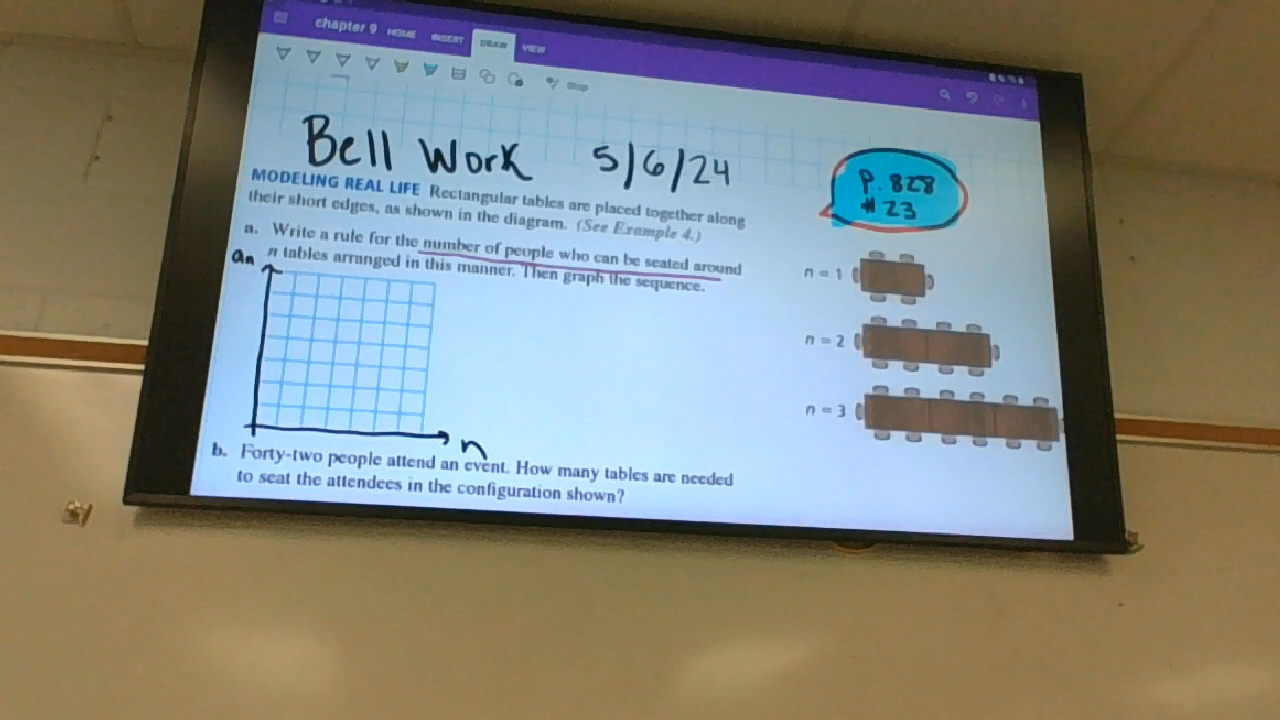 chapter 9 HOME INSERT DRAW VIEW
Stop
Bell Work 5/6/24
P. 828
#23
MODELING REAL LIFE Rectangular tables are placed together along
their short edges, as shown in the diagram. (See Example 4.)
a. Write a rule for the number of people who can be seated around
n tables arranged in this manner. Then graph the sequence.
an
n
n = 1
n = 2
n = 3
b. Forty-two people attend an event. How many tables are needed
to seat the attendees in the configuration shown?